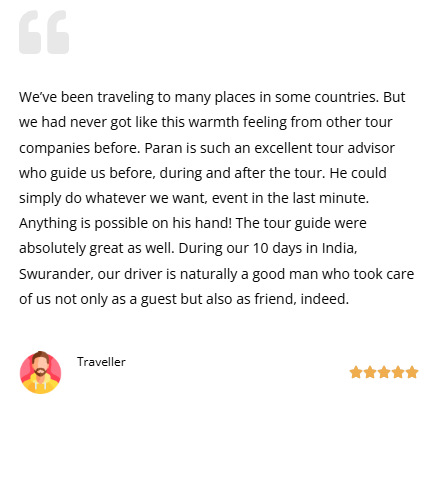 We’ve been traveling to many places in some countries. But
we had never got like this warmth feeling from other tour
companies before. Paran is such an excellent tour advisor
who guide us before, during and after the tour. He could
simply do whatever we want, event in the last minute.
Anything is possible on his hand! The tour guide were
absolutely great as well. During our 10 days in India,
Swurander, our driver is naturally a good man who took care
of us not only as a guest but also as friend, indeed.
Traveller